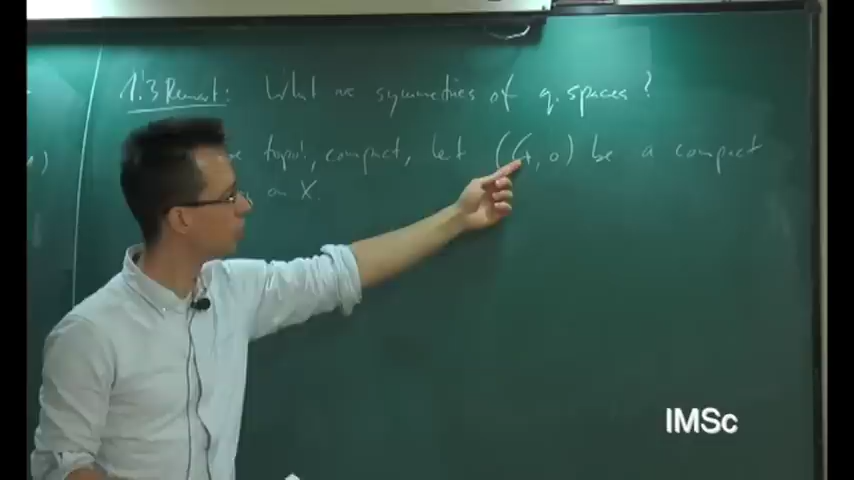 1.3 Remark: What are symmetries of q. spaces?
topol., compact, let (G, o) be a compact
on X.
)
IMSc